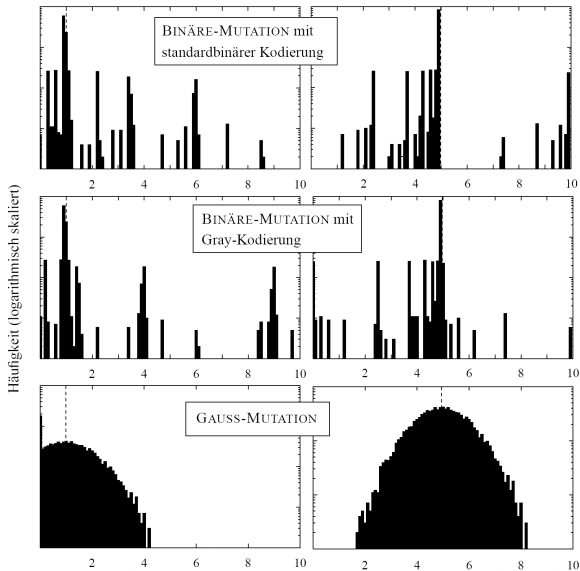 BINÄRE-MUTATION mit
standardbinärer Kodierung
2 4 6 8 10 2 4 6 8 10
BINÄRE-MUTATION mit
Gray-Kodierung
2 4 6 8 10 2 4 6 8 10
Häufigkeit (logarithmisch skaliert)
GAUSS-MUTATION
2 4 6 8 10 2 4 6 8 10